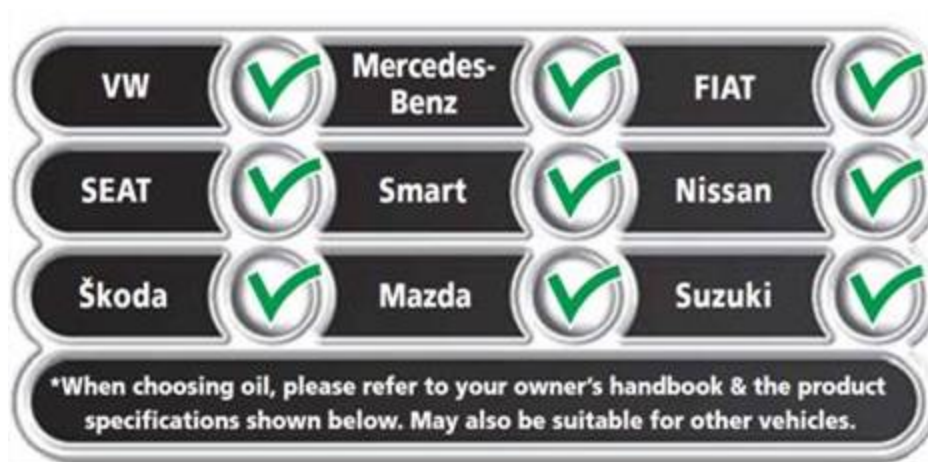 VW
Mercedes-
Benz
FIAT
SEAT
Smart
Nissan
Škoda
Mazda
Suzuki
*When choosing oil, please refer to your owner's handbook & the product
specifications shown below. May also be suitable for other vehicles.